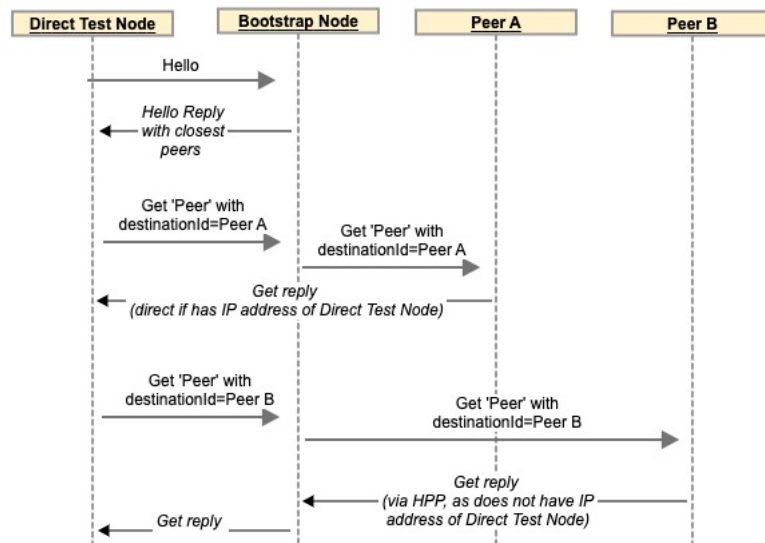 Direct Test Node
Bootstrap Node
Peer A
Peer B
Hello
Hello Reply
with closest
peers
Get 'Peer' with
destinationId=Peer A
Get 'Peer' with
destinationId=Peer A
Get reply
(direct if has IP address of Direct Test Node)
Get 'Peer' with
destinationId=Peer B
Get 'Peer' with
destinationId=Peer B
Get reply
(via HPP, as does not have IP
address of Direct Test Node)
Get reply